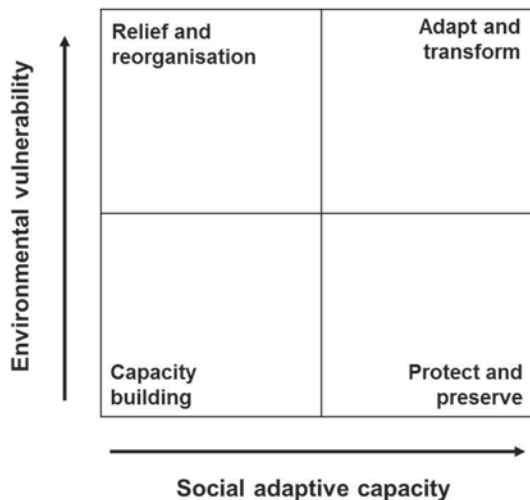 Environmental vulnerability
Relief and
reorganisation
Adapt and
transform
Capacity
building
Protect and
preserve
Social adaptive capacity